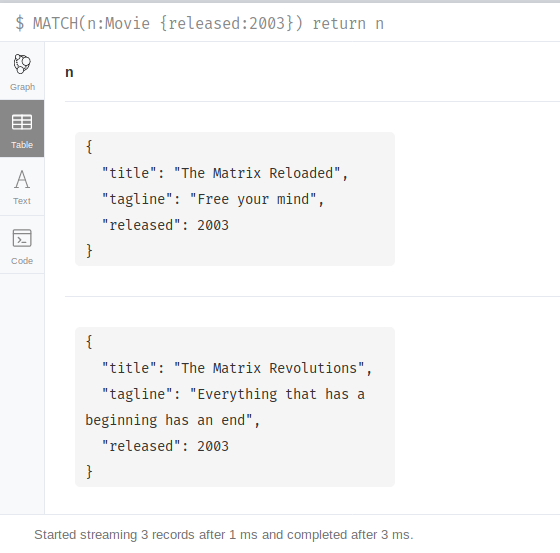 $ MATCH(n:Movie {released:2003}) return n
Graph
Table
Text
Code
n
{
  "title": "The Matrix Reloaded",
  "tagline": "Free your mind",
  "released": 2003
}
{
  "title": "The Matrix Revolutions",
  "tagline": "Everything that has a
beginning has an end",
  "released": 2003
}
Started streaming 3 records after 1 ms and completed after 3 ms.